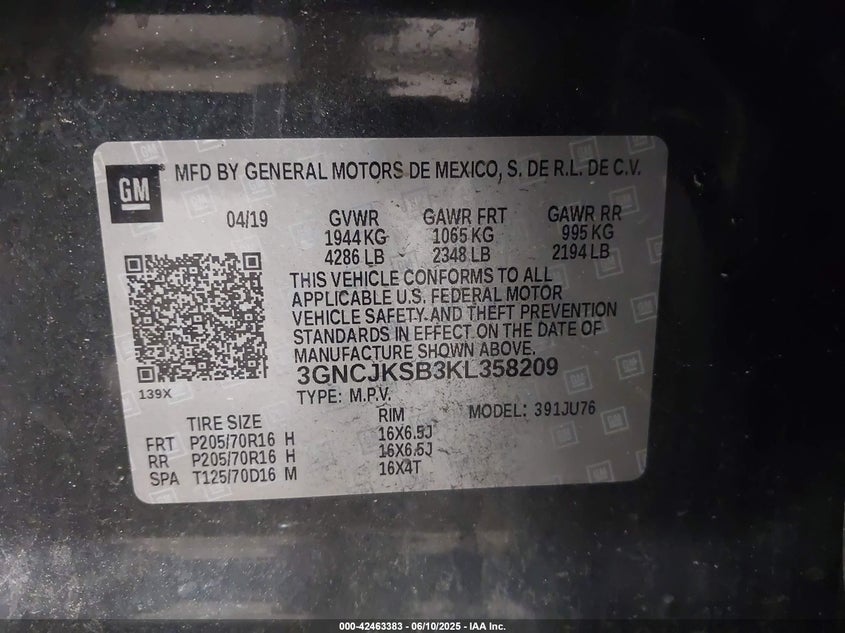 GM
MFD BY GENERAL MOTORS DE MEXICO, S. DE R.L. DE C.V.
04/19 GVWR GAWR FRT GAWR RR
1944 KG 1065 KG 995 KG
4286 LB 2348 LB 2194 LB
THIS VEHICLE CONFORMS TO ALL
APPLICABLE U.S. FEDERAL MOTOR
VEHICLE SAFETY, AND THEFT PREVENTION
STANDARDS IN EFFECT ON THE DATE OF
MANUFACTURE SHOWN ABOVE.
139X
3GNCJKSB3KL358209
TYPE: M.P.V. MODEL: 391JU76
TIRE SIZE RIM
FRT P205/70R16 H 16X6.5J
RR P205/70R16 H 16X6.5J
SPA T125/70D16 M 16X4T
000-42463383 - 06/10/2025 - IAA Inc.